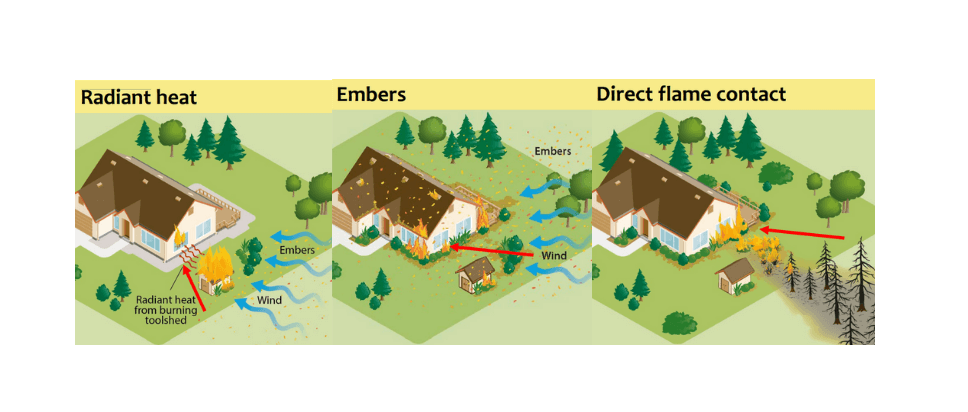 Radiant heat
Embers
Direct flame contact
Embers
Wind
Radiant heat
from burning
toolshed
Embers
Wind